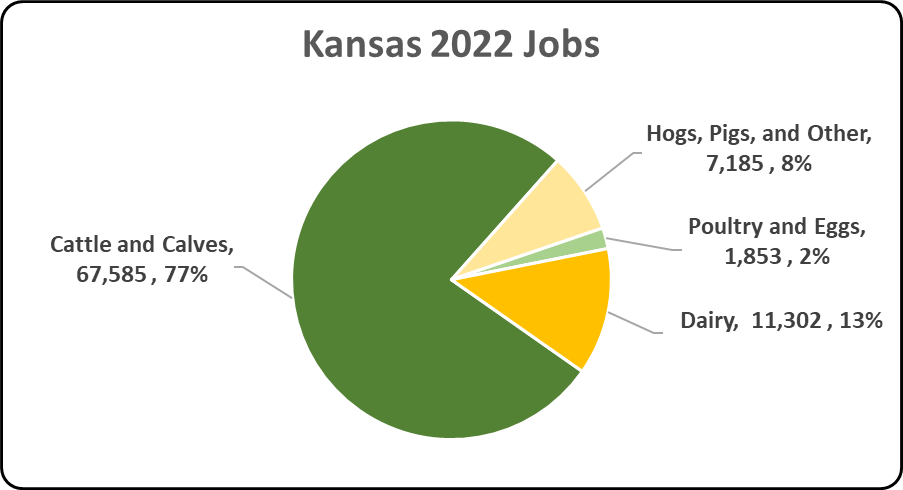 Kansas 2022 Jobs
Hogs, Pigs, and Other,
7,185 , 8%
Poultry and Eggs,
1,853 , 2%
Cattle and Calves,
67,585 , 77%
Dairy,  11,302 , 13%